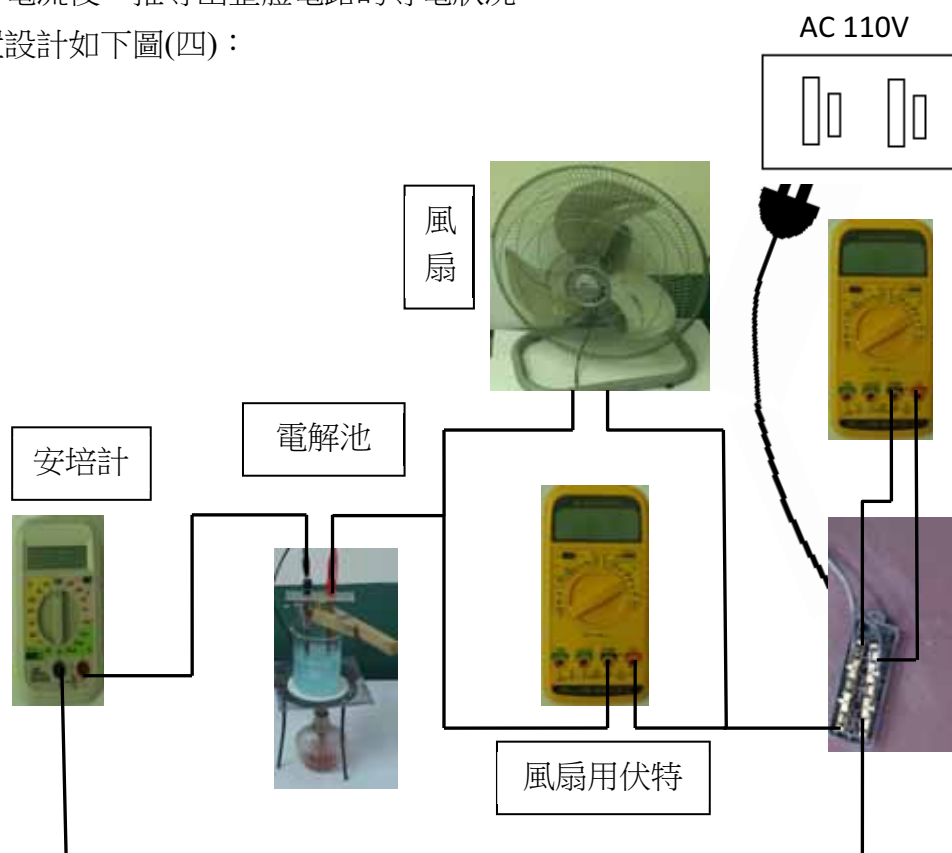 電流後，推導出整體電路的導電狀況
設計如下圖(四)：
AC 110V
風
扇
電解池
安培計
風扇用伏特